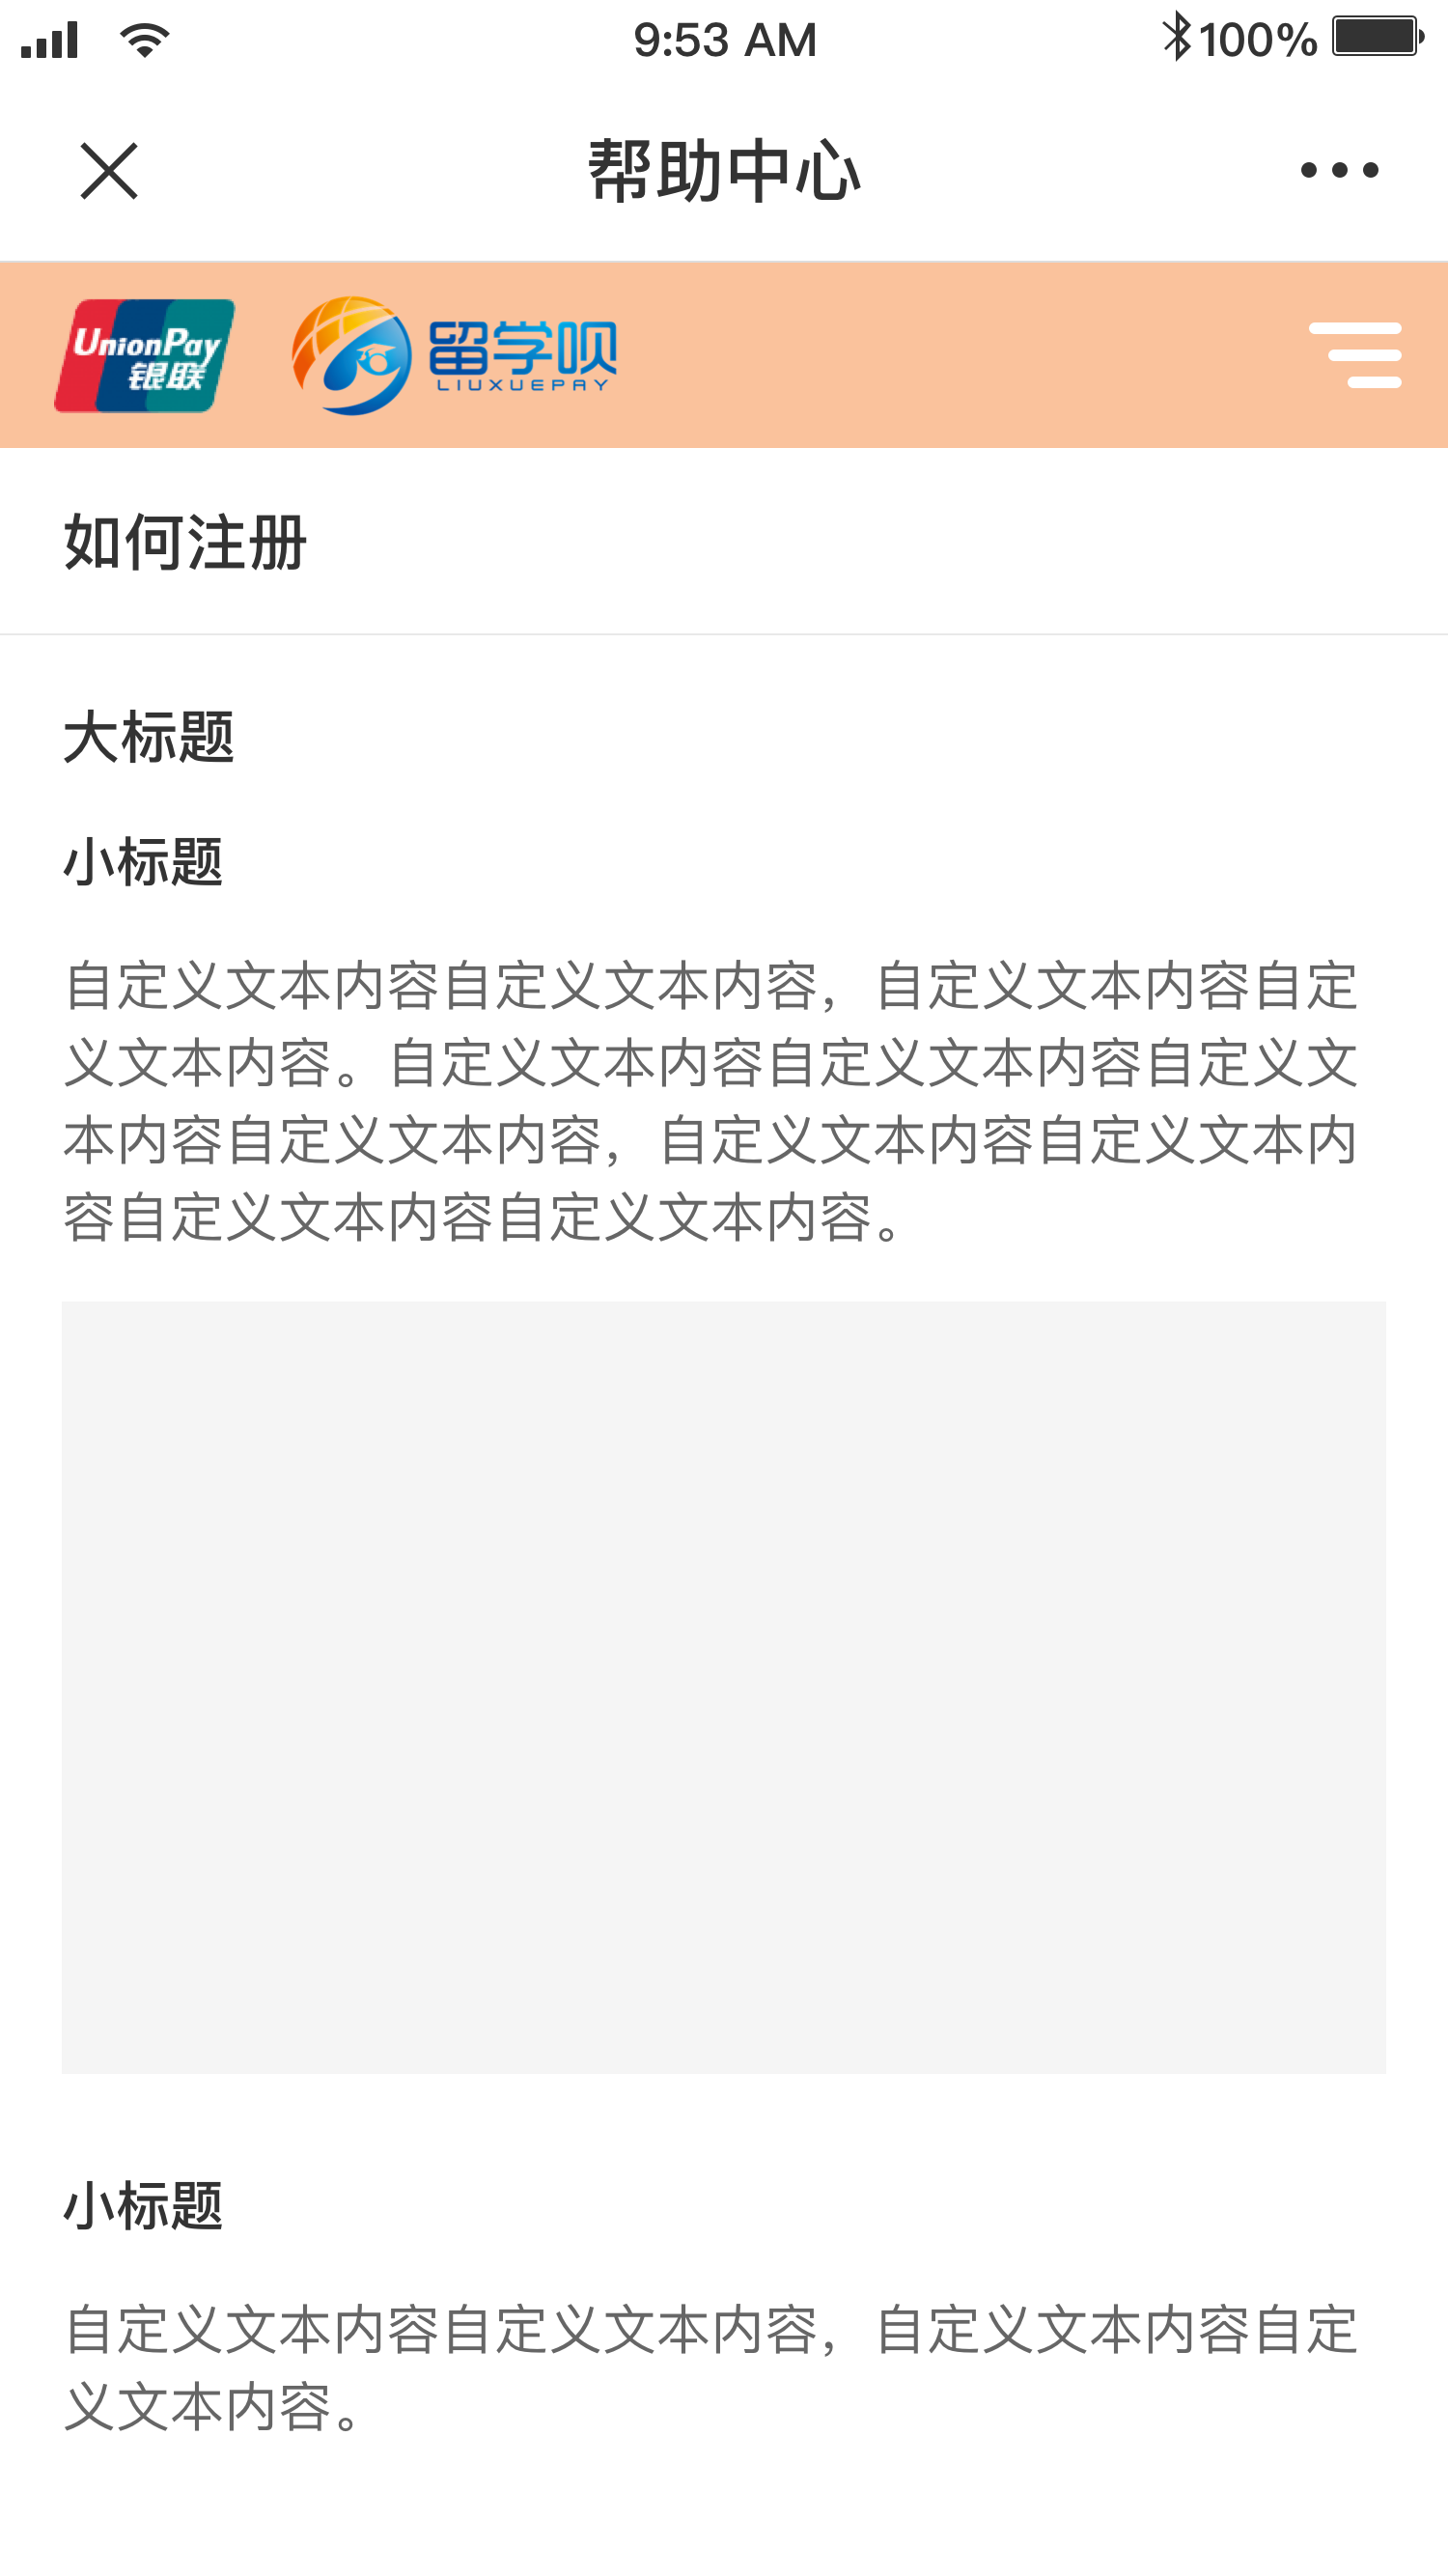 9:53 AM
100%
帮助中心
UnionPay
银联
留学呗
LIUXUEPAY
如何注册
大标题
小标题
自定义文本内容自定义文本内容，自定义文本内容自定
义文本内容。自定义文本内容自定义文本内容自定义文
本内容自定义文本内容，自定义文本内容自定义文本内
容自定义文本内容自定义文本内容。
小标题
自定义文本内容自定义文本内容，自定义文本内容自定
义文本内容。